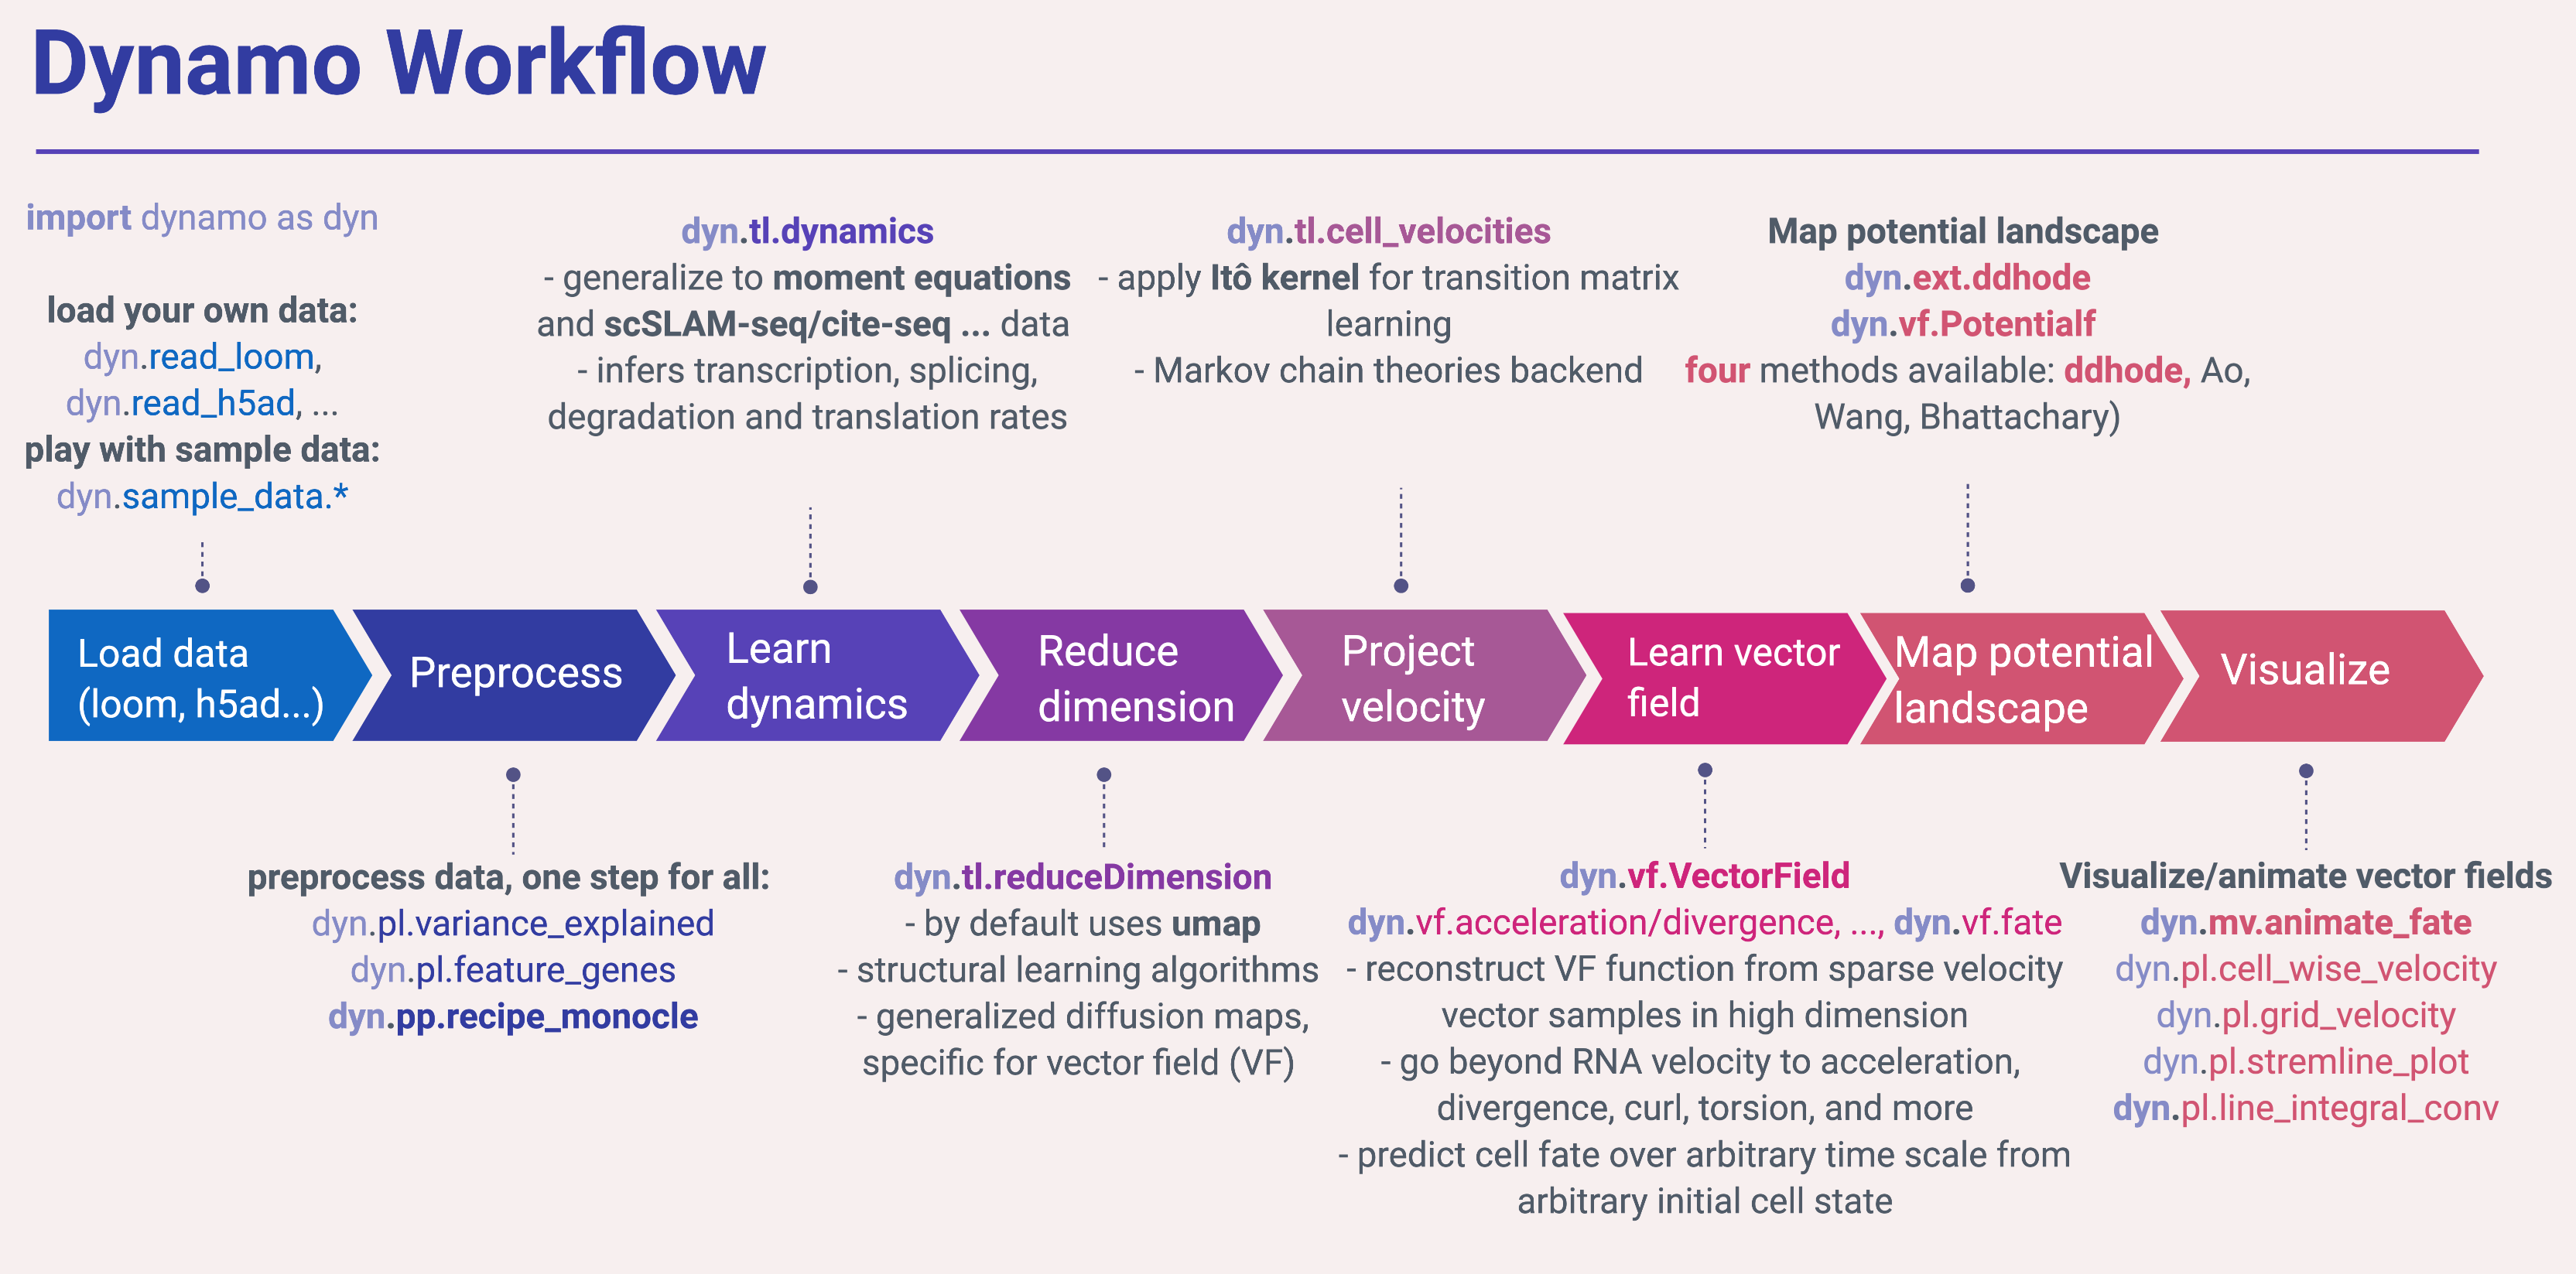 Dynamo Workflow
import dynamo as dyn
load your own data:
dyn.read_loom,
dyn.read_h5ad, ...
play with sample data:
dyn.sample_data.*
dyn.tl.dynamics
- generalize to moment equations
and scSLAM-seq/cite-seq ... data
- infers transcription, splicing,
degradation and translation rates
dyn.tl.cell_velocities
- apply Itô kernel for transition matrix
learning
- Markov chain theories backend
Map potential landscape
dyn.ext.ddhode
dyn.vf.Potentialf
four methods available: ddhode, Ao,
Wang, Bhattachary)
Load data
(loom, h5ad...)
Preprocess
Learn
dynamics
Reduce
dimension
Project
velocity
Learn vector
field
Map potential
landscape
Visualize
preprocess data, one step for all:
dyn.pl.variance_explained
dyn.pl.feature_genes
dyn.pp.recipe_monocle
dyn.tl.reduceDimension
- by default uses umap
- structural learning algorithms
- generalized diffusion maps,
specific for vector field (VF)
dyn.vf.VectorField
dyn.vf.acceleration/divergence, ..., dyn.vf.fate
- reconstruct VF function from sparse velocity
vector samples in high dimension
- go beyond RNA velocity to acceleration,
divergence, curl, torsion, and more
- predict cell fate over arbitrary time scale from
arbitrary initial cell state
Visualize/animate vector fields
dyn.mv.animate_fate
dyn.pl.cell_wise_velocity
dyn.pl.grid_velocity
dyn.pl.stremline_plot
dyn.pl.line_integral_conv